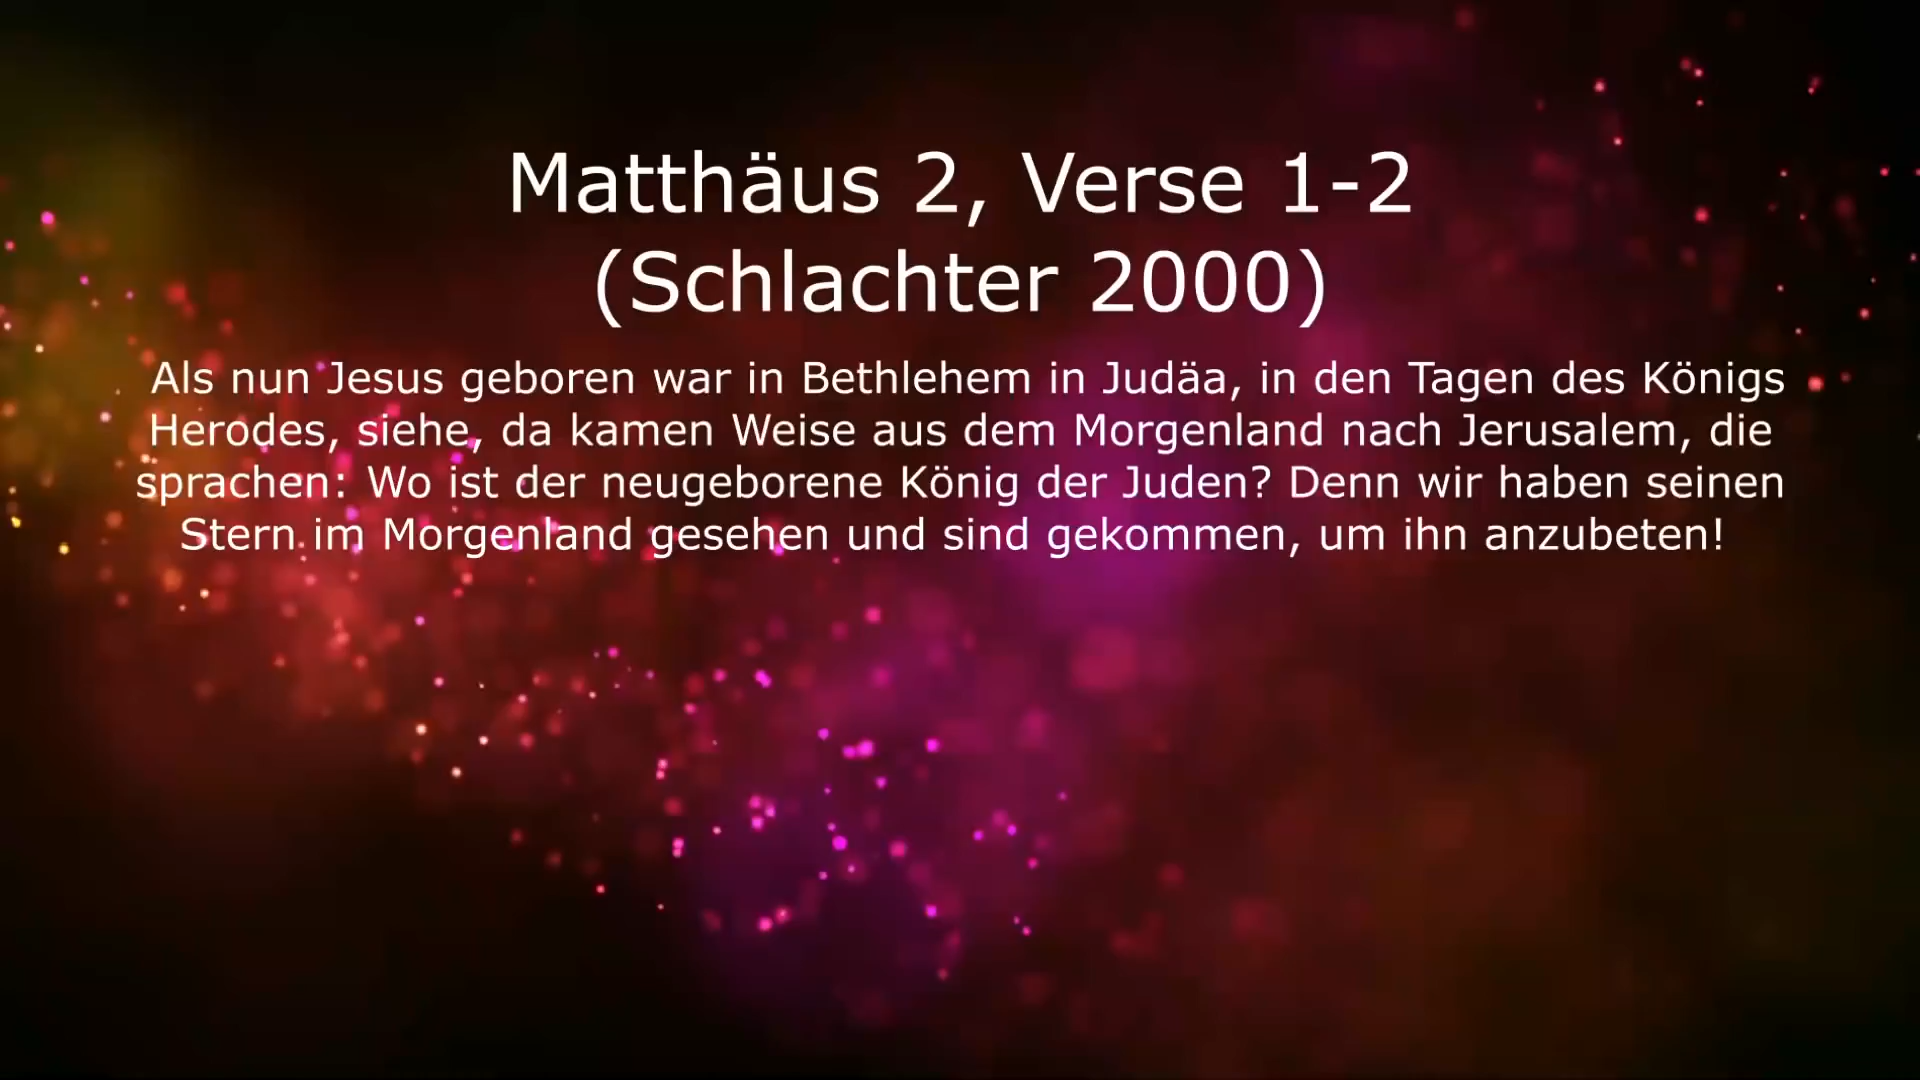 Matthäus 2, Verse 1-2
(Schlachter 2000)
Als nun Jesus geboren war in Bethlehem in Judäa, in den Tagen des Königs
Herodes, siehe, da kamen Weise aus dem Morgenland nach Jerusalem, die
sprachen: Wo ist der neugeborene König der Juden? Denn wir haben seinen
Stern im Morgenland gesehen und sind gekommen, um ihn anzubeten!